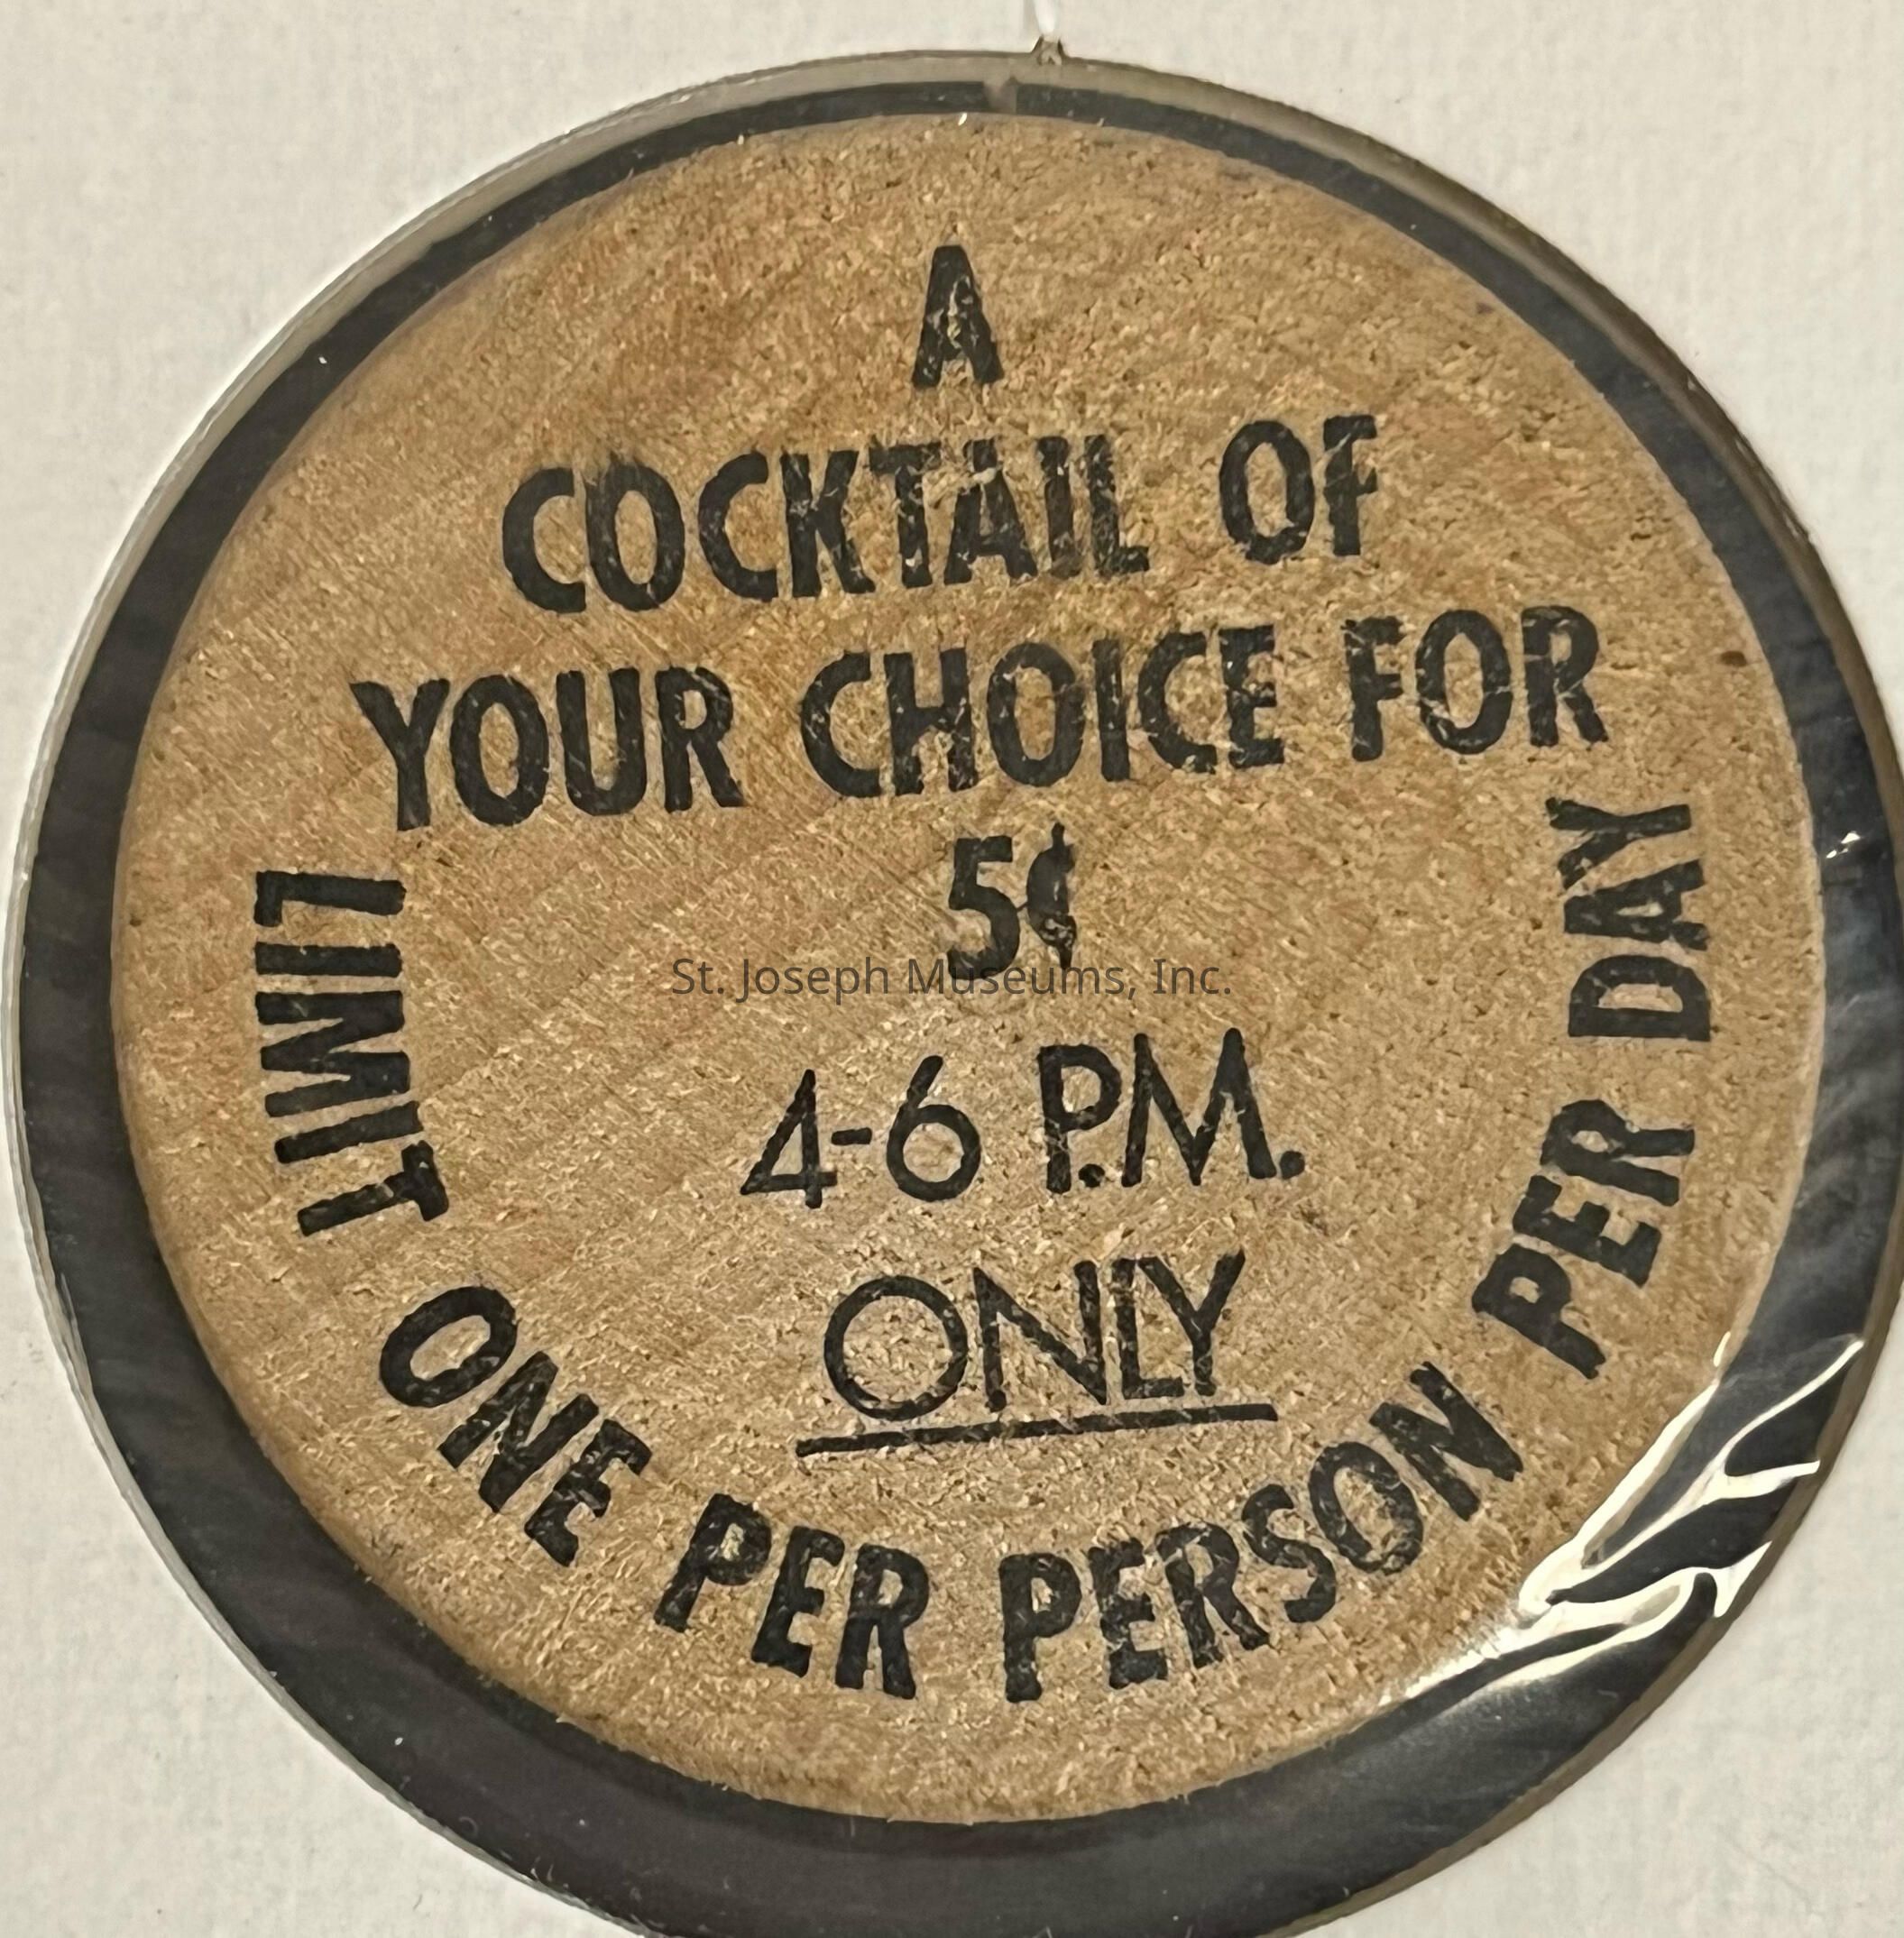 A
COCKTAIL OF
YOUR CHOICE FOR
5¢
St. Joseph Museums, Inc.
4-6 P.M.
ONLY
LIMIT ONE PER PERSON PER DAY